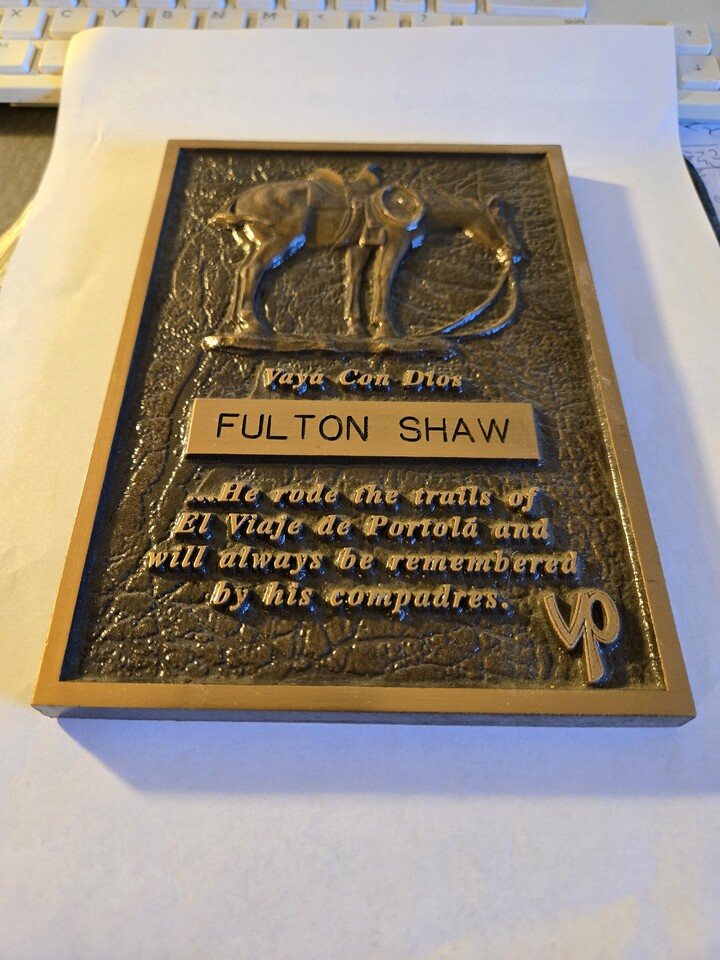 Vaya Con Dios
FULTON SHAW
...He rode the trails of
El Viaje de Portolá and
will always be remembered
by his compadres.
VP